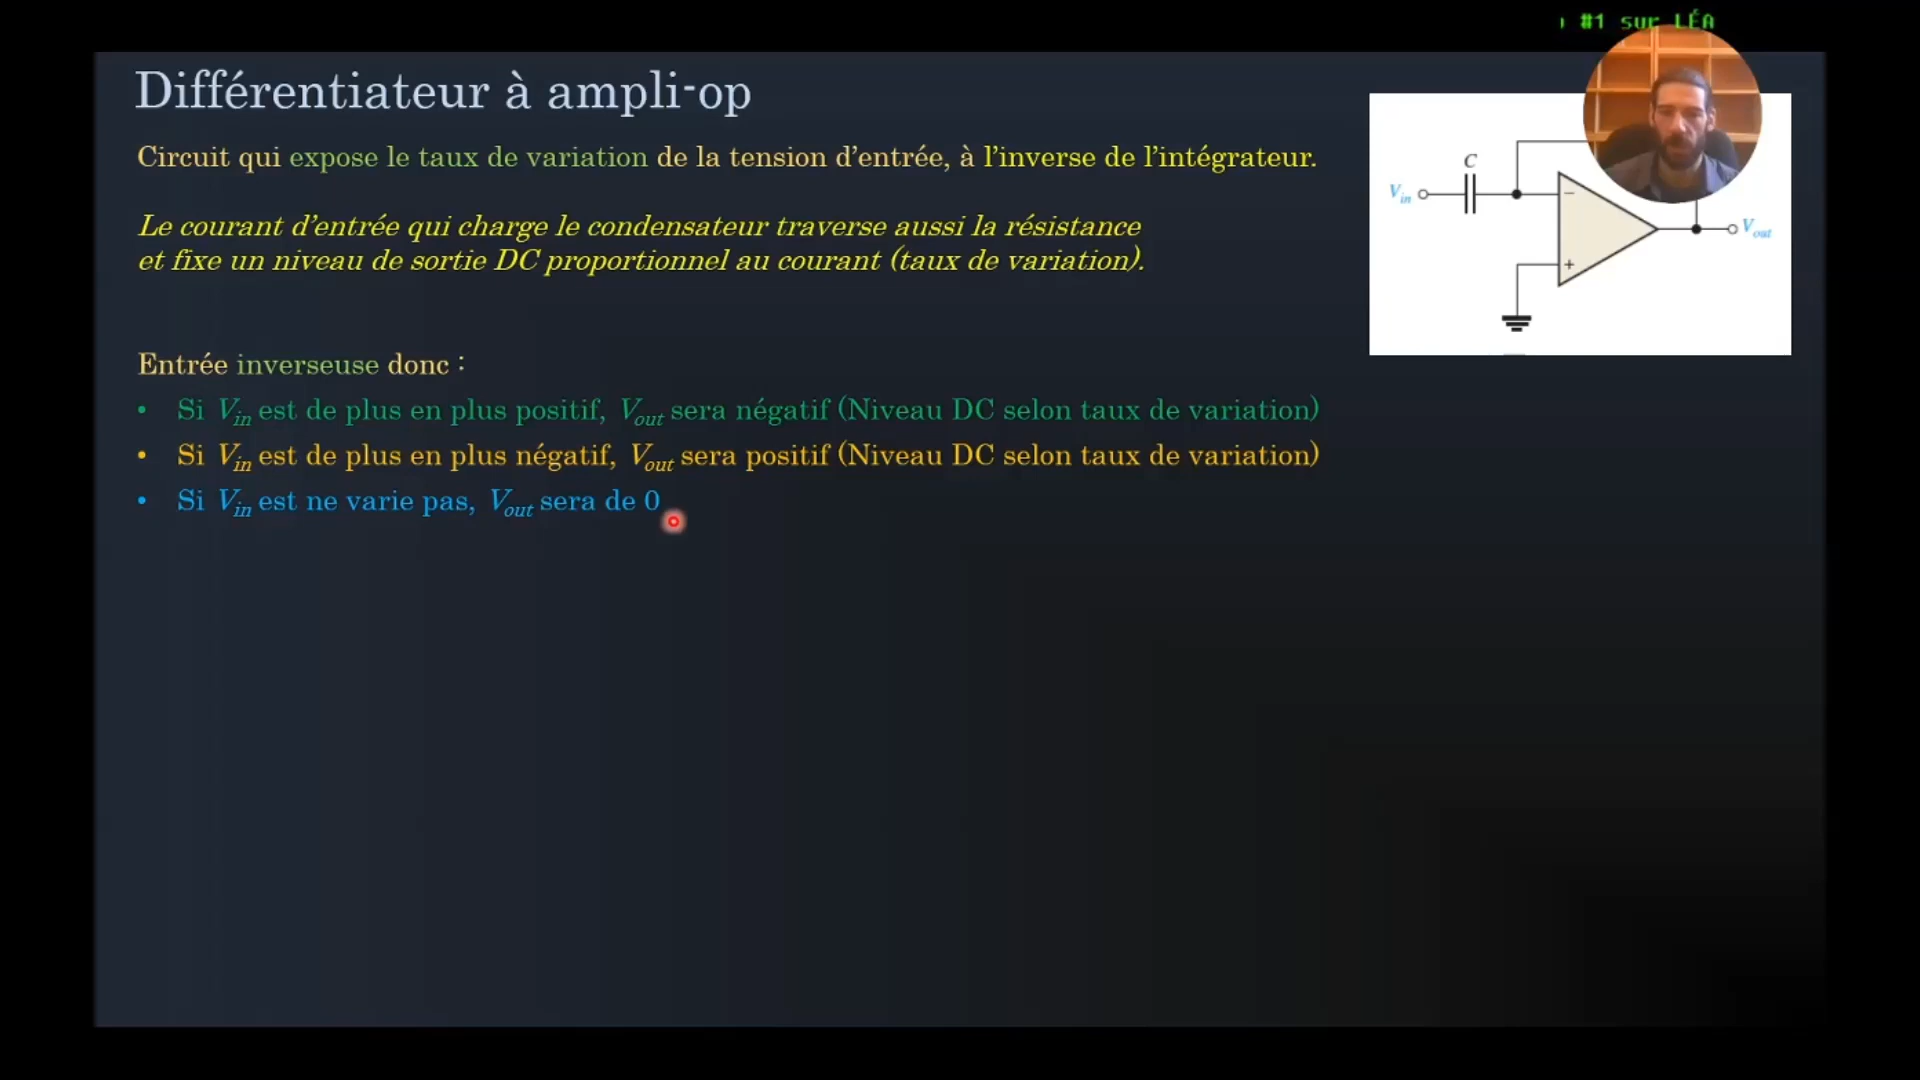 #1 sur LÉA
Différentiateur à ampli-op
Circuit qui expose le taux de variation de la tension d’entrée, à l’inverse de l’intégrateur.
Le courant d’entrée qui charge le condensateur traverse aussi la résistance
et fixe un niveau de sortie DC proportionnel au courant (taux de variation).
C
Vin
−
+
Vout
Entrée inverseuse donc :
• Si Vin est de plus en plus positif, Vout sera négatif (Niveau DC selon taux de variation)
• Si Vin est de plus en plus négatif, Vout sera positif (Niveau DC selon taux de variation)
• Si Vin est ne varie pas, Vout sera de 0